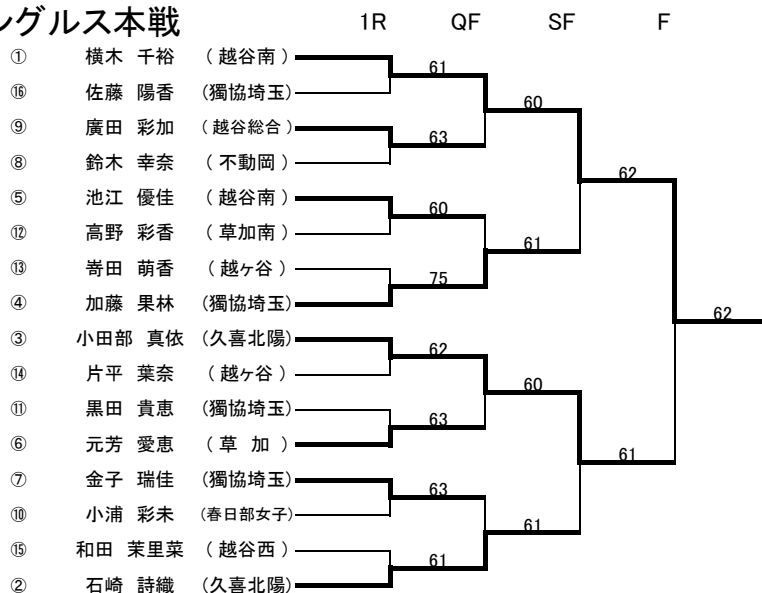 ングルス本戦 1R QF SF F
① 横木 千裕 (越谷南)
61
⑯ 佐藤 陽香 (獨協埼玉)
60
⑨ 廣田 彩加 (越谷総合)
63
⑧ 鈴木 幸奈 (不動岡)
62
⑤ 池江 優佳 (越谷南)
60
⑫ 高野 彩香 (草加南)
61
⑬ 嵜田 萌香 (越ヶ谷)
75
④ 加藤 果林 (獨協埼玉)
62
③ 小田部 真依 (久喜北陽)
62
⑭ 片平 葉奈 (越ヶ谷)
60
⑪ 黒田 貴恵 (獨協埼玉)
63
⑥ 元芳 愛恵 (草 加)
61
⑦ 金子 瑞佳 (獨協埼玉)
63
⑩ 小浦 彩未 (春日部女子)
61
⑮ 和田 茉里菜 (越谷西)
61
② 石崎 詩織 (久喜北陽)